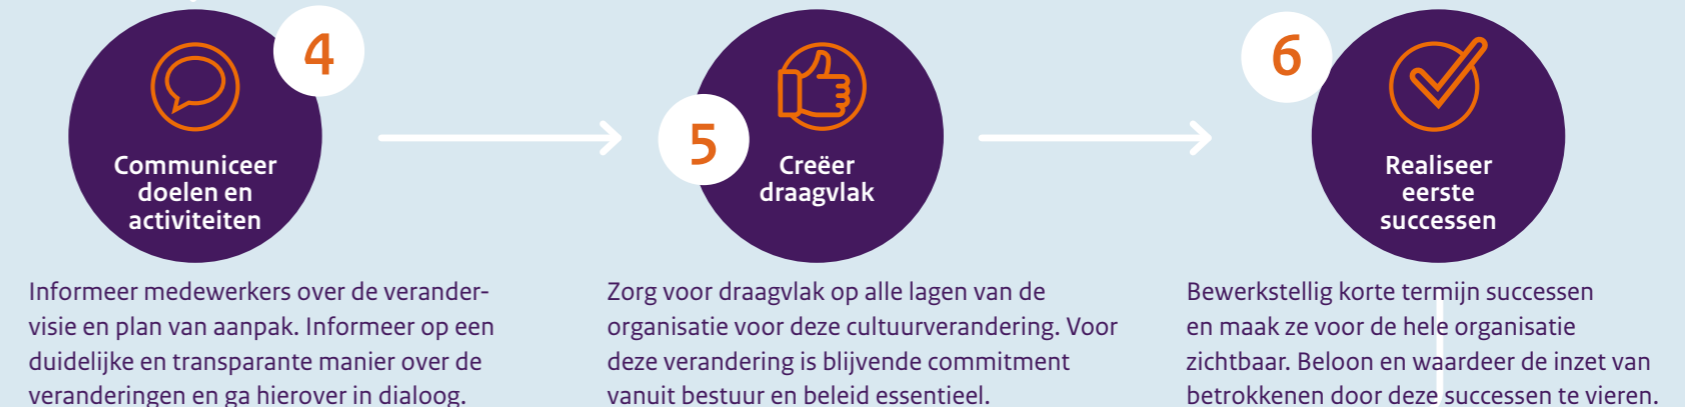 4
Communiceer
doelen en
activiteiten
Informeer medewerkers over de verander-
visie en plan van aanpak. Informeer op een
duidelijke en transparante manier over de
veranderingen en ga hierover in dialoog.
5
Creëer
draagvlak
Zorg voor draagvlak op alle lagen van de
organisatie voor deze cultuurverandering. Voor
deze verandering is blijvende commitment
vanuit bestuur en beleid essentieel.
6
Realiseer
eerste
successen
Bewerkstellig korte termijn successen
en maak ze voor de hele organisatie
zichtbaar. Beloon en waardeer de inzet van
betrokkenen door deze successen te vieren.